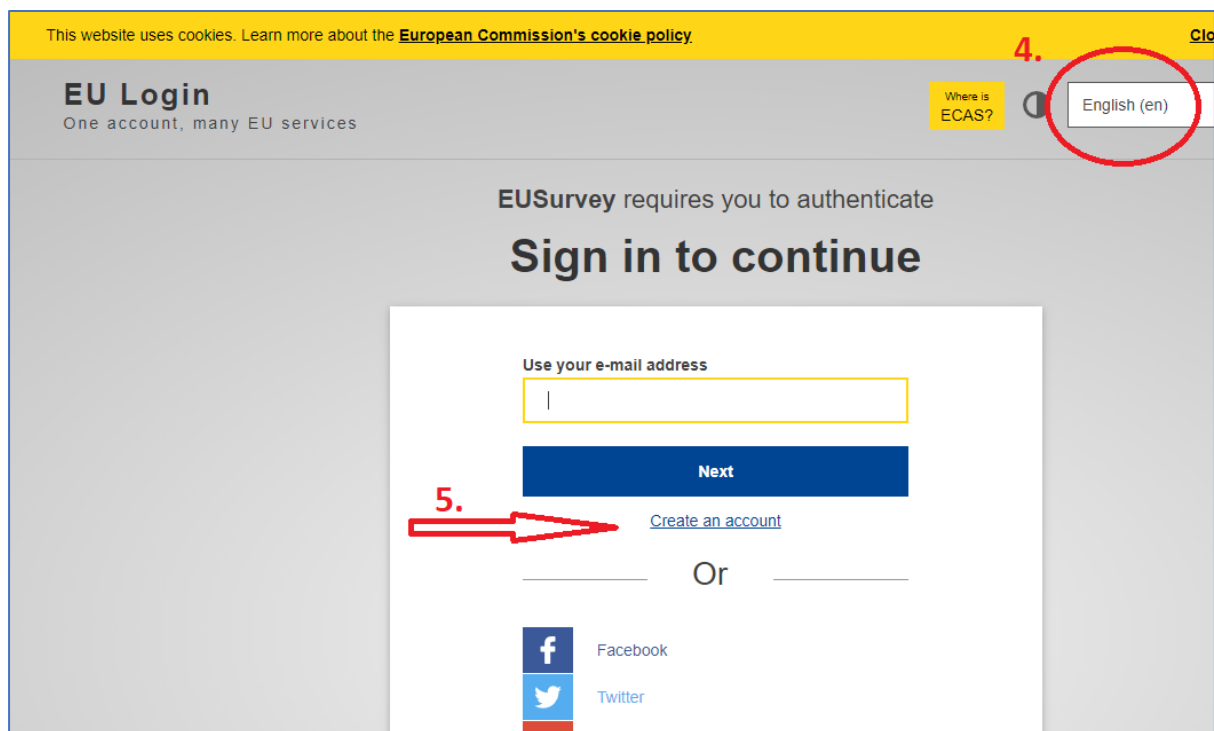 This website uses cookies. Learn more about the European Commission's cookie policy
Clo
4.
EU Login
One account, many EU services
Where is
ECAS?
English (en)
EUSurvey requires you to authenticate
Sign in to continue
Use your e-mail address
Next
5.
Create an account
Or
f
Facebook
Twitter